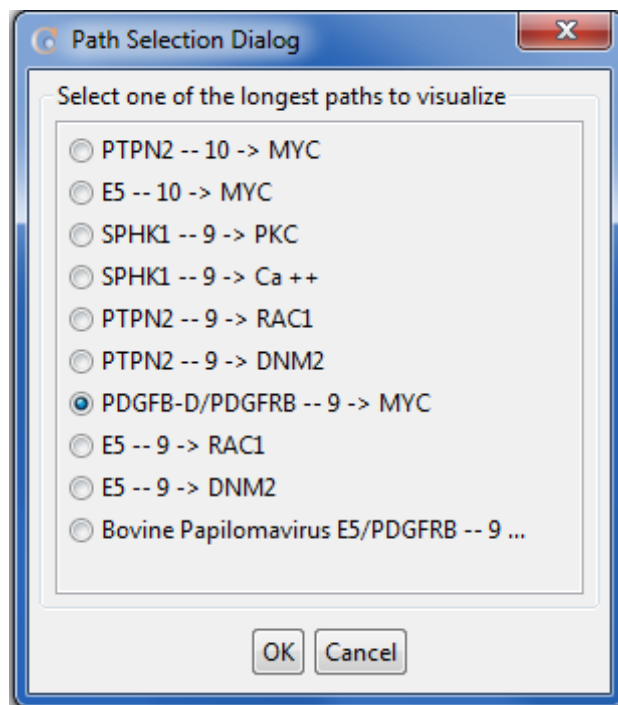 Path Selection Dialog
Select one of the longest paths to visualize
PTPN2 -- 10 -> MYC
E5 -- 10 -> MYC
SPHK1 -- 9 -> PKC
SPHK1 -- 9 -> Ca ++
PTPN2 -- 9 -> RAC1
PTPN2 -- 9 -> DNM2
PDGFB-D/PDGFRB -- 9 -> MYC
E5 -- 9 -> RAC1
E5 -- 9 -> DNM2
Bovine Papilomavirus E5/PDGFRB -- 9 ...
OK Cancel